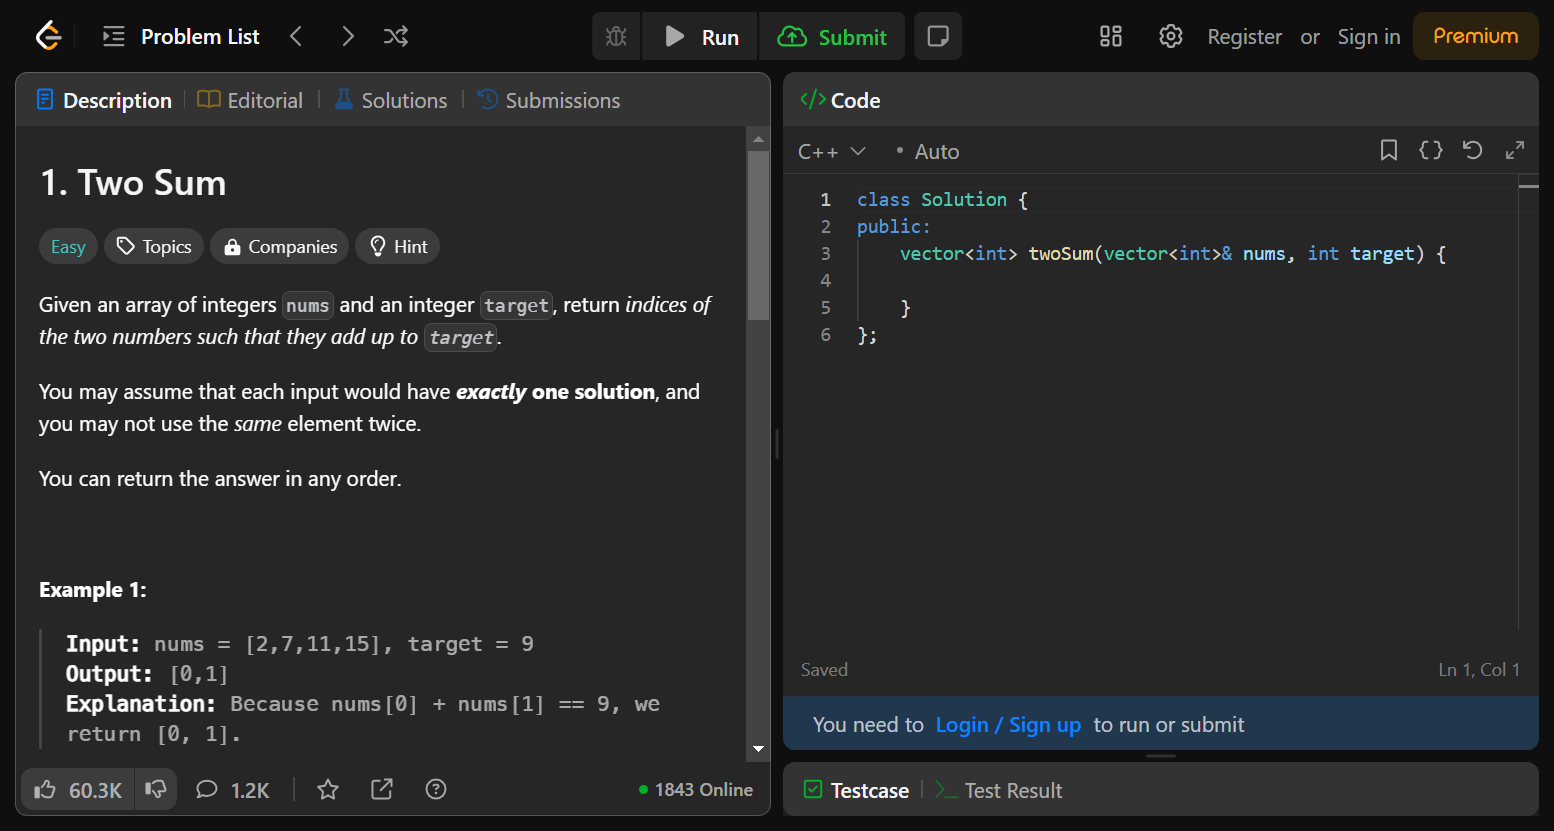 Problem List
Run
Submit
Register or Sign in
Premium
Description
Editorial
Solutions
Submissions
1. Two Sum
Easy
Topics
Companies
Hint
Given an array of integers nums and an integer target, return indices of
the two numbers such that they add up to target.
You may assume that each input would have exactly one solution, and
you may not use the same element twice.
You can return the answer in any order.
Example 1:
Input: nums = [2,7,11,15], target = 9
Output: [0,1]
Explanation: Because nums[0] + nums[1] == 9, we
return [0, 1].
60.3K
1.2K
1843 Online
</> Code
C++
• Auto
1 class Solution {
2 public:
3     vector<int> twoSum(vector<int>& nums, int target) {
4
5     }
6 };
Saved
Ln 1, Col 1
You need to Login / Sign up to run or submit
Testcase
Test Result